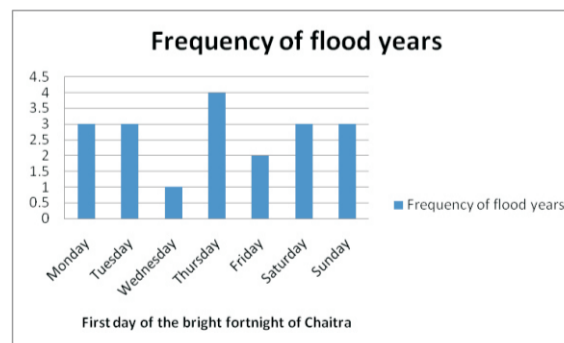 Frequency of flood years
4.5
4
3.5
3
2.5
2
1.5
1
0.5
0
Monday
Tuesday
Wednesday
Thursday
Friday
Saturday
Sunday
Frequency of flood years
First day of the bright fortnight of Chaitra